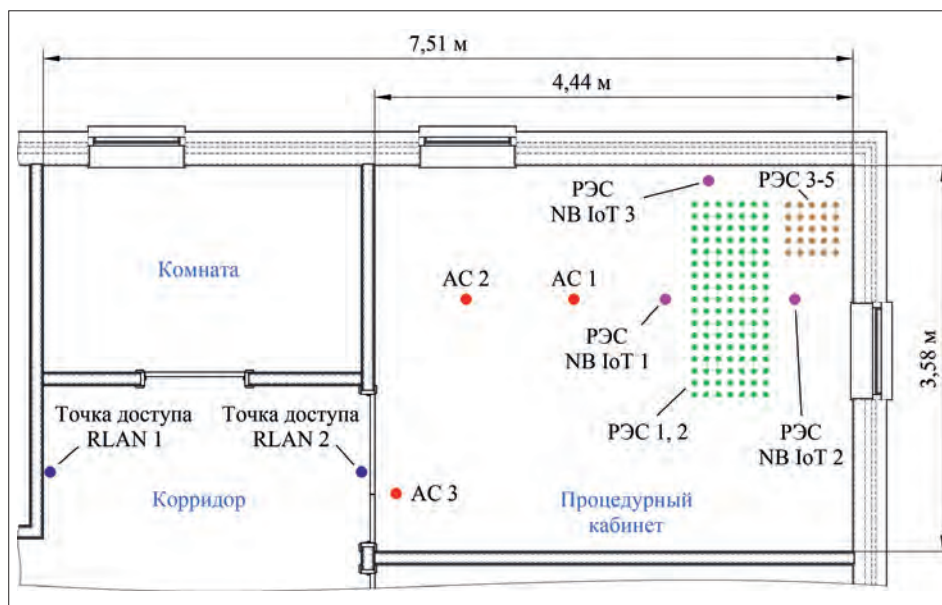 7,51 м
4,44 м
РЭС
NB IoT 3
РЭС 3-5
Комната
АС 2
АС 1
3,58 м
РЭС
NB IoT 1
Точка доступа
RLAN 1
Точка доступа
RLAN 2
РЭС 1, 2
РЭС
NB IoT 2
Корридор
АС 3
Процедурный
кабинет